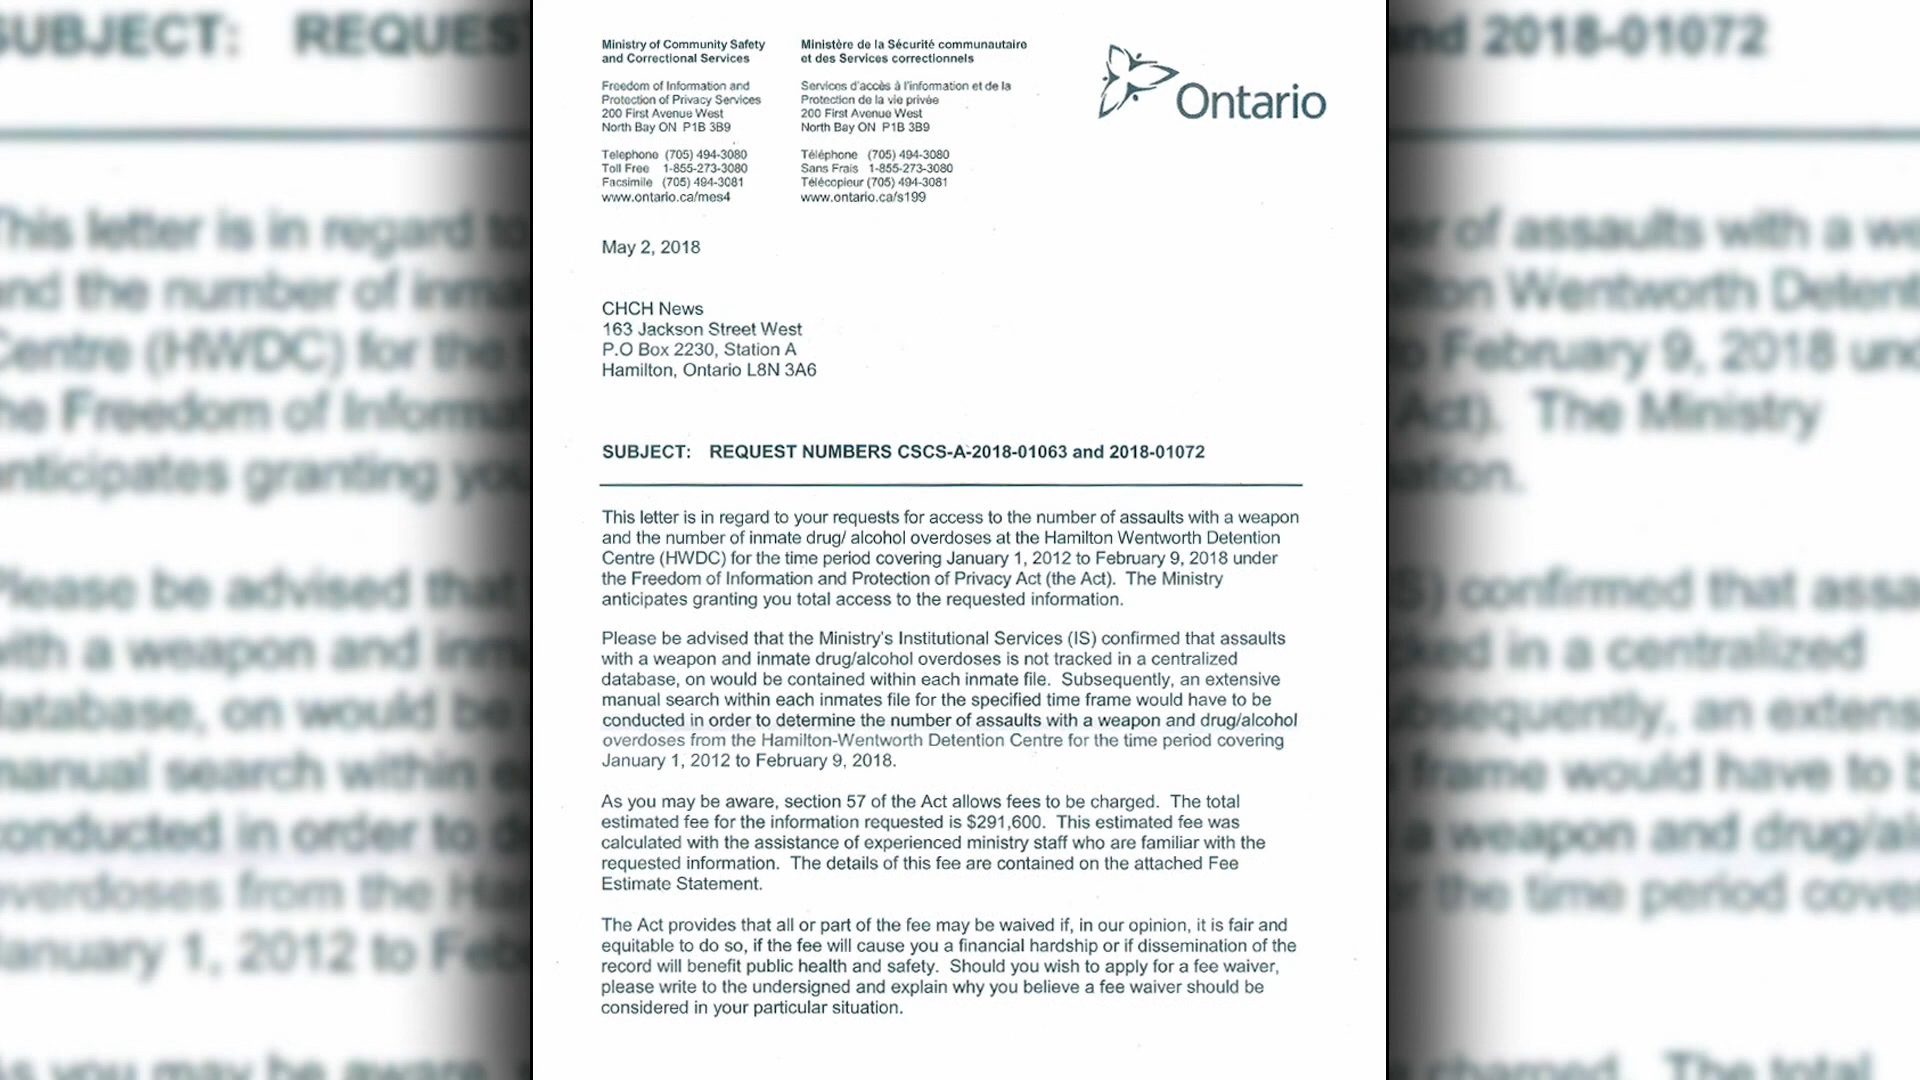 Ministry of Community Safety
and Correctional Services
Freedom of Information and
Protection of Privacy Services
200 First Avenue West
North Bay ON P1B 3B9
Telephone (705) 494-3080
Toll Free 1-855-273-3080
Facsimile (705) 494-3081
www.ontario.ca/mes4
Ministère de la Sécurité communautaire
et des Services correctionnels
Services d'accès à l'information et de la
Protection de la vie privée
200 First Avenue West
North Bay ON P1B 3B9
Téléphone (705) 494-3080
Sans Frais 1-855-273-3080
Télécopieur (705) 494-3081
www.ontario.ca/s199
Ontario
May 2, 2018
CHCH News
163 Jackson Street West
P.O Box 2230, Station A
Hamilton, Ontario L8N 3A6
SUBJECT: REQUEST NUMBERS CSCS-A-2018-01063 and 2018-01072
This letter is in regard to your requests for access to the number of assaults with a weapon
and the number of inmate drug/ alcohol overdoses at the Hamilton Wentworth Detention
Centre (HWDC) for the time period covering January 1, 2012 to February 9, 2018 under
the Freedom of Information and Protection of Privacy Act (the Act). The Ministry
anticipates granting you total access to the requested information.
Please be advised that the Ministry's Institutional Services (IS) confirmed that assaults
with a weapon and inmate drug/alcohol overdoses is not tracked in a centralized
database, on would be contained within each inmate file. Subsequently, an extensive
manual search within each inmates file for the specified time frame would have to be
conducted in order to determine the number of assaults with a weapon and drug/alcohol
overdoses from the Hamilton-Wentworth Detention Centre for the time period covering
January 1, 2012 to February 9, 2018.
As you may be aware, section 57 of the Act allows fees to be charged. The total
estimated fee for the information requested is $291,600. This estimated fee was
calculated with the assistance of experienced ministry staff who are familiar with the
requested information. The details of this fee are contained on the attached Fee
Estimate Statement.
The Act provides that all or part of the fee may be waived if, in our opinion, it is fair and
equitable to do so, if the fee will cause you a financial hardship or if dissemination of the
record will benefit public health and safety. Should you wish to apply for a fee waiver,
please write to the undersigned and explain why you believe a fee waiver should be
considered in your particular situation.